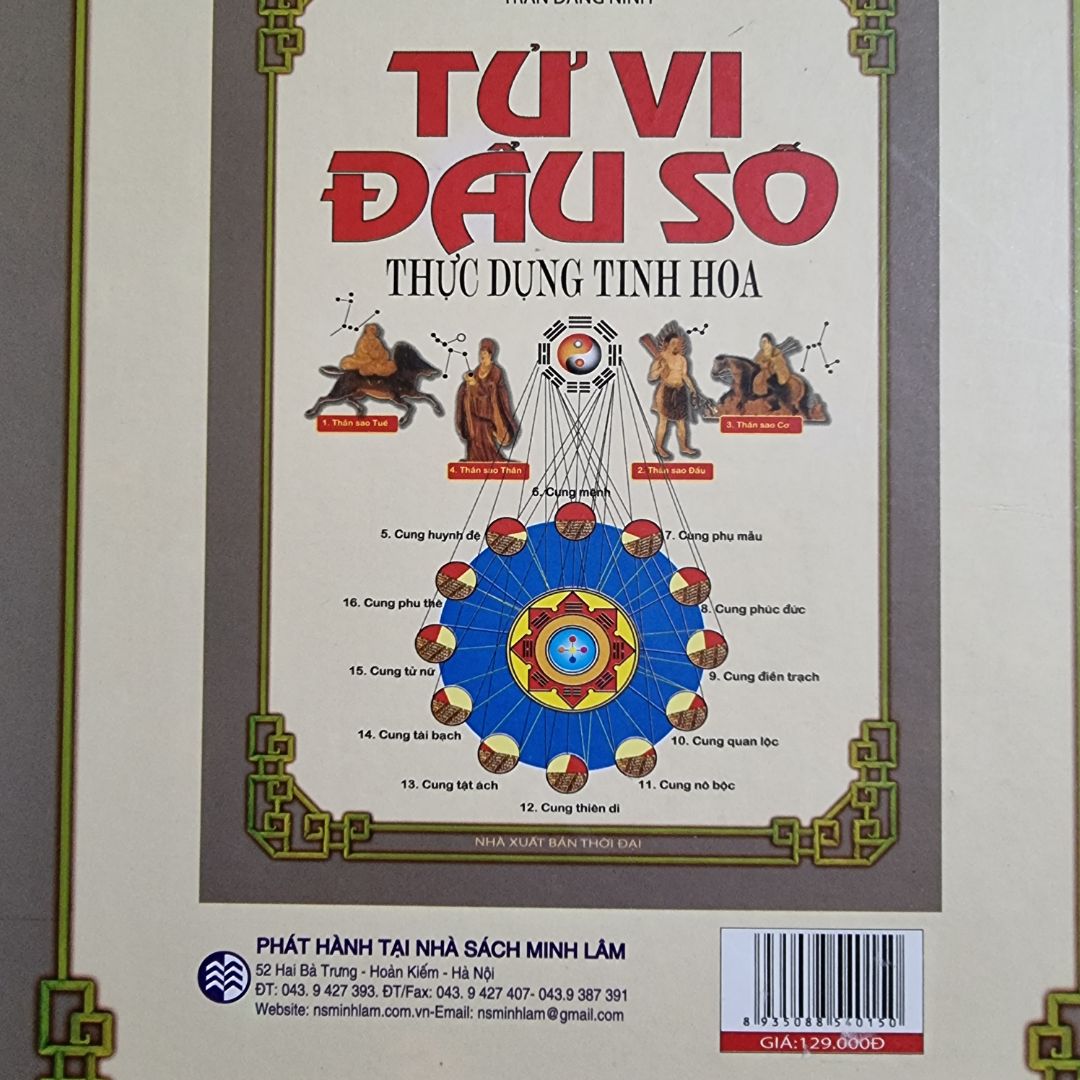 TRẦN ĐĂNG NINH
TỬ VI
ĐẨU SỐ
THỰC DỤNG TINH HOA
1. Thần sao Tuế
3. Thần sao Cơ
4. Thần sao Thân
2. Thần sao Đẩu
6. Cung mệnh
5. Cung huynh đệ
7. Cung phụ mẫu
16. Cung phu thê
8. Cung phúc đức
15. Cung tử nữ
9. Cung điền trạch
14. Cung tài bạch
10. Cung quan lộc
13. Cung tật ách
11. Cung nô bộc
12. Cung thiên di
NHÀ XUẤT BẢN THỜI ĐẠI
PHÁT HÀNH TẠI NHÀ SÁCH MINH LÂM
52 Hai Bà Trưng - Hoàn Kiếm - Hà Nội
ĐT: 043. 9 427 393. ĐT/Fax: 043. 9 427 407- 043.9 387 391
Website: nsminhlam.com.vn-Email: nsminhlam@gmail.com
8 935088 540150
GIÁ:129.000Đ